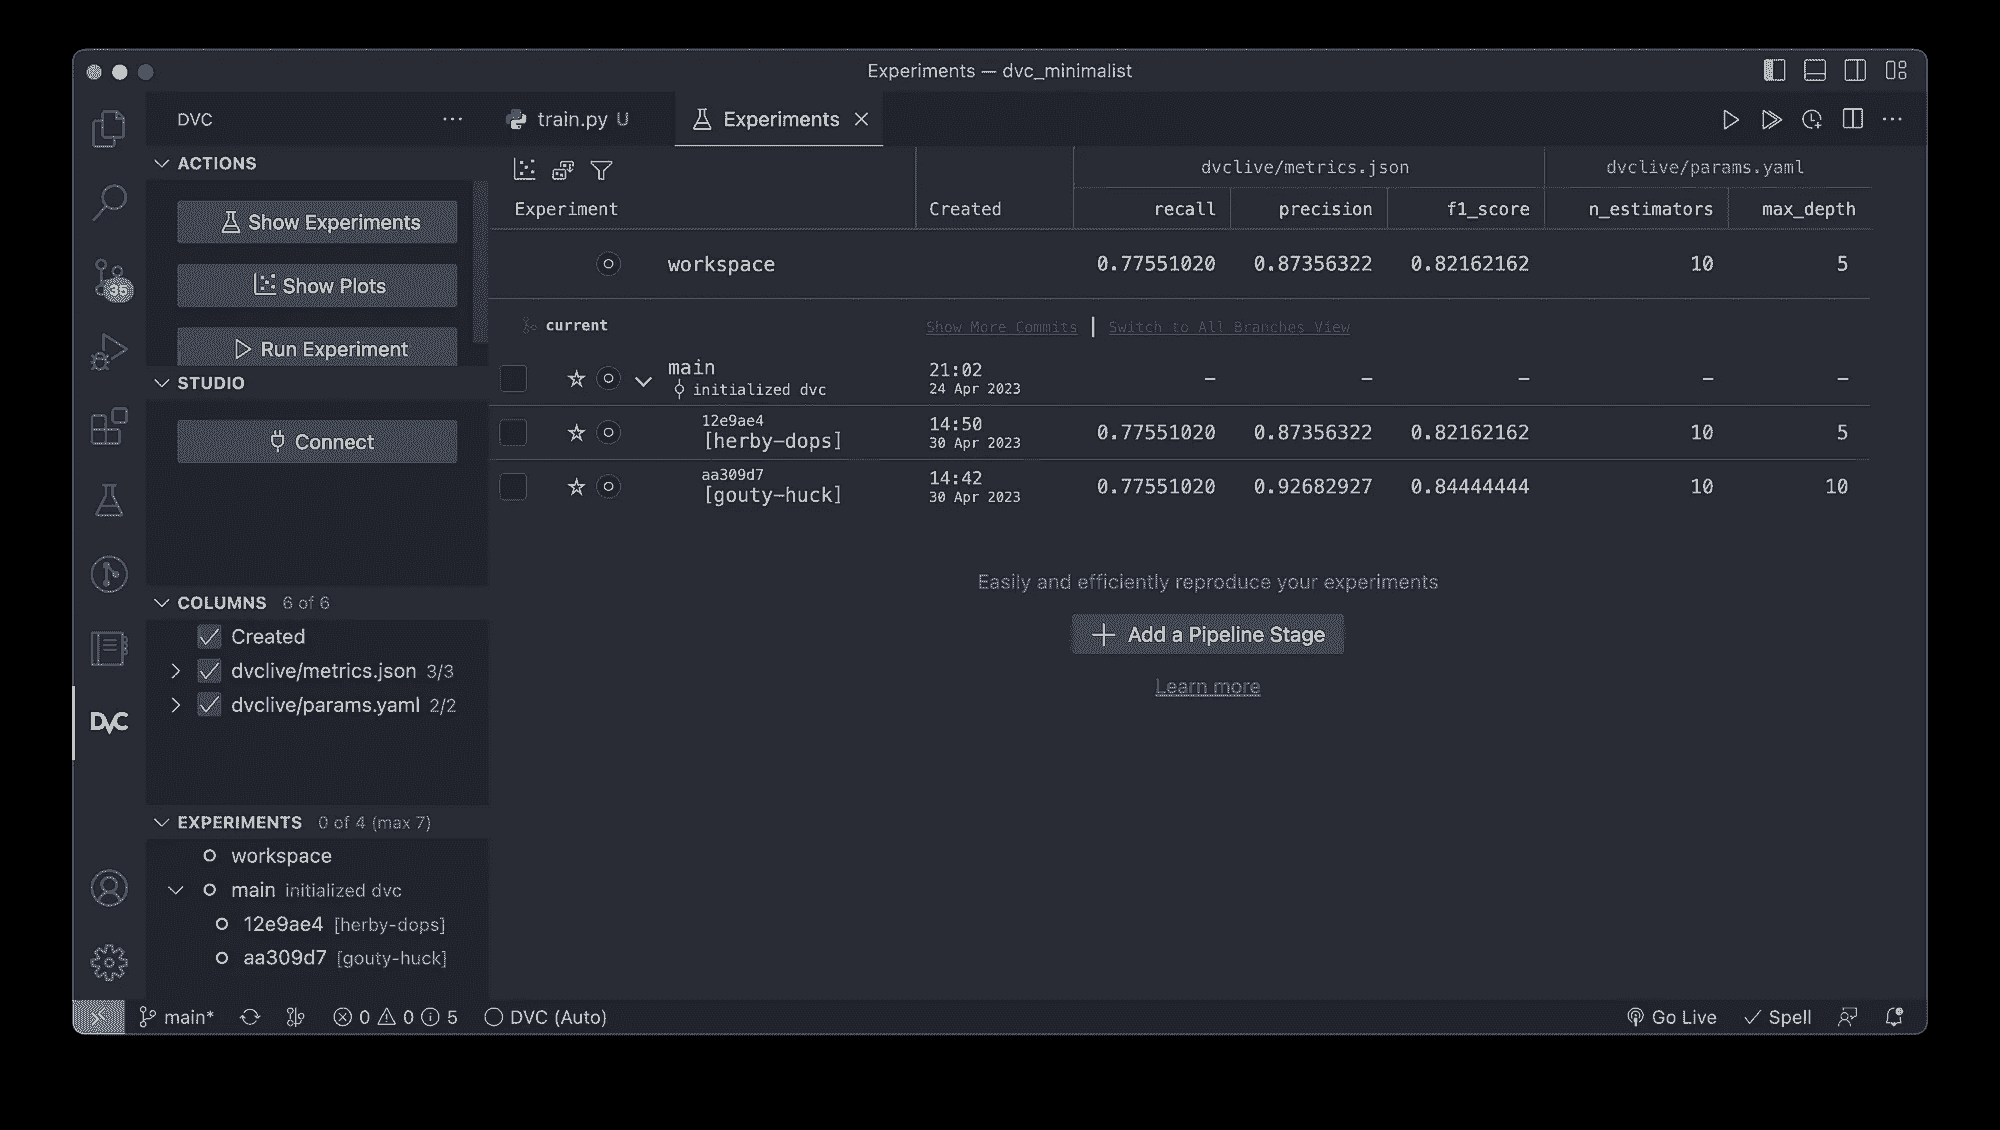 Experiments — dvc_minimalist
DVC
train.py U
Experiments
ACTIONS
Show Experiments
Show Plots
Run Experiment
STUDIO
Connect
COLUMNS 6 of 6
Created
dvclive/metrics.json 3/3
dvclive/params.yaml 2/2
EXPERIMENTS 0 of 4 (max 7)
workspace
main initialized dvc
12e9ae4 [herby-dops]
aa309d7 [gouty-huck]
35
DVC
dvclive/metrics.json dvclive/params.yaml
Experiment Created recall precision f1_score n_estimators max_depth
workspace 0.77551020 0.87356322 0.82162162 10 5
current Show More Commits | Switch to All Branches View
main 21:02 – – – – –
initialized dvc 24 Apr 2023
12e9ae4 14:50
[herby-dops] 30 Apr 2023 0.77551020 0.87356322 0.82162162 10 5
aa309d7 14:42
[gouty-huck] 30 Apr 2023 0.77551020 0.92682927 0.84444444 10 10
Easily and efficiently reproduce your experiments
Add a Pipeline Stage
Learn more
main* 0 0 5 DVC (Auto) Go Live Spell